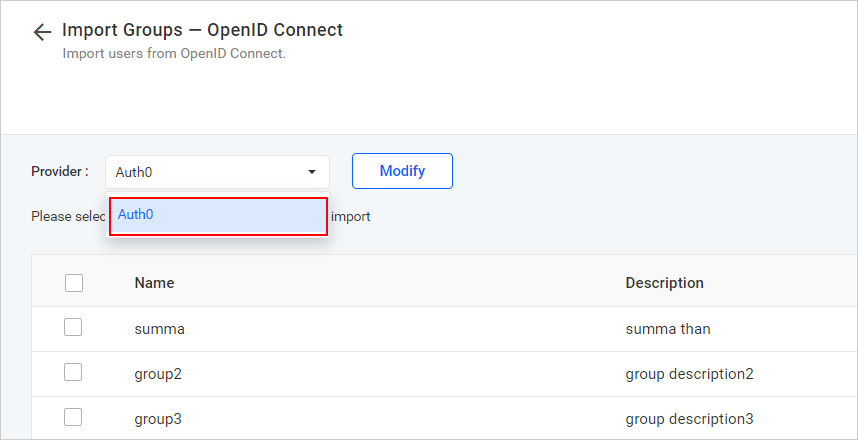 Import Groups — OpenID Connect
Import users from OpenID Connect.
Provider :
Auth0
Modify
Auth0
Please selec
import
Name Description
summa summa than
group2 group description2
group3 group description3